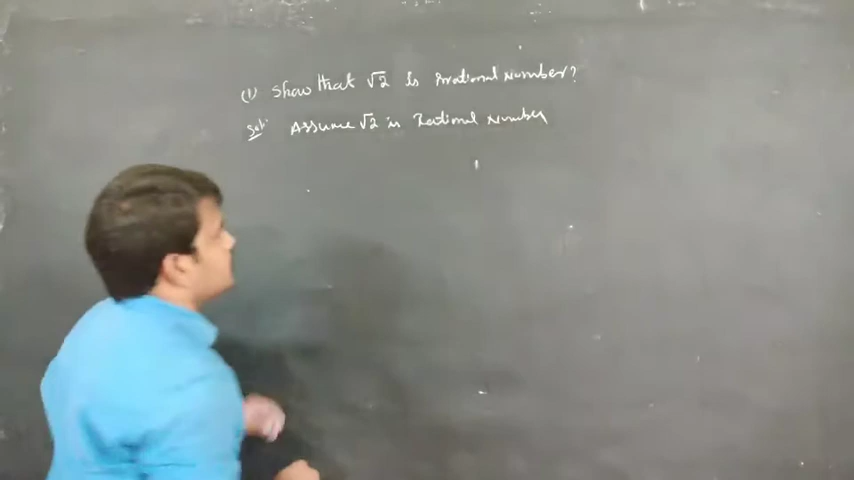 (1) Show that √2 is irrational number?
Sol: Assume √2 is Rational number